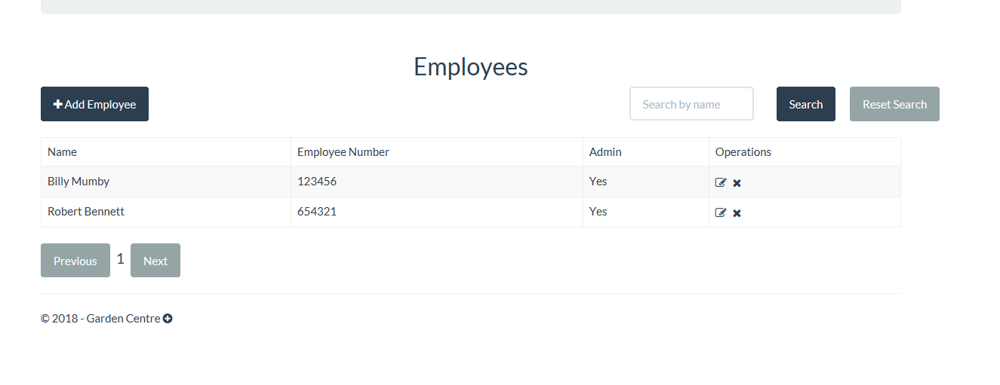 Employees
Add Employee Search by name Search Reset Search
Name Employee Number Admin Operations
Billy Mumby 123456 Yes
Robert Bennett 654321 Yes
Previous 1 Next
© 2018 - Garden Centre